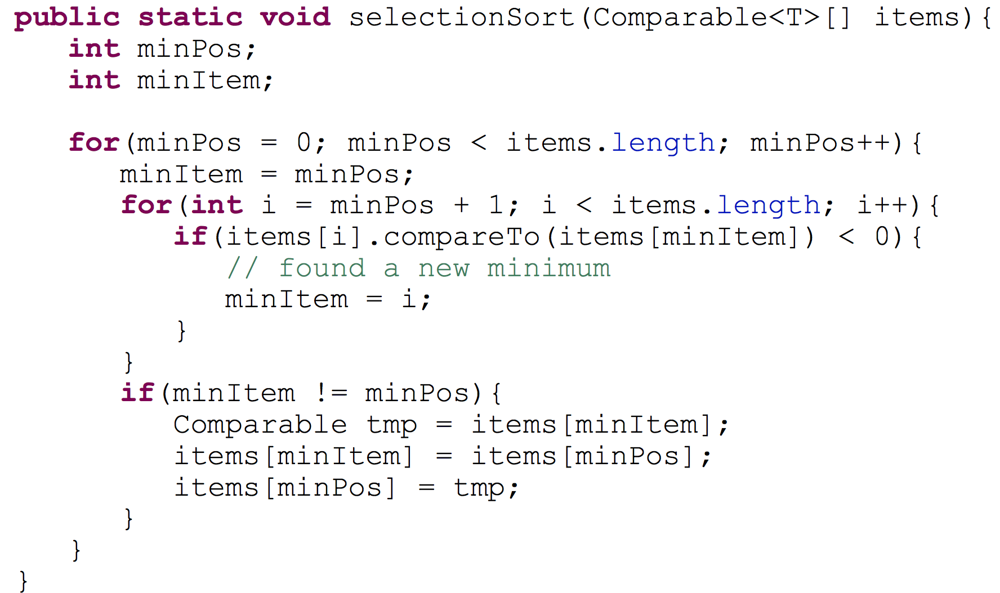 public static void selectionSort(Comparable<T>[] items){
   int minPos;
   int minItem;

   for(minPos = 0; minPos < items.length; minPos++){
      minItem = minPos;
      for(int i = minPos + 1; i < items.length; i++){
         if(items[i].compareTo(items[minItem]) < 0){
            // found a new minimum
            minItem = i;
         }
      }
      if(minItem != minPos){
         Comparable tmp = items[minItem];
         items[minItem] = items[minPos];
         items[minPos] = tmp;
      }
   }
}